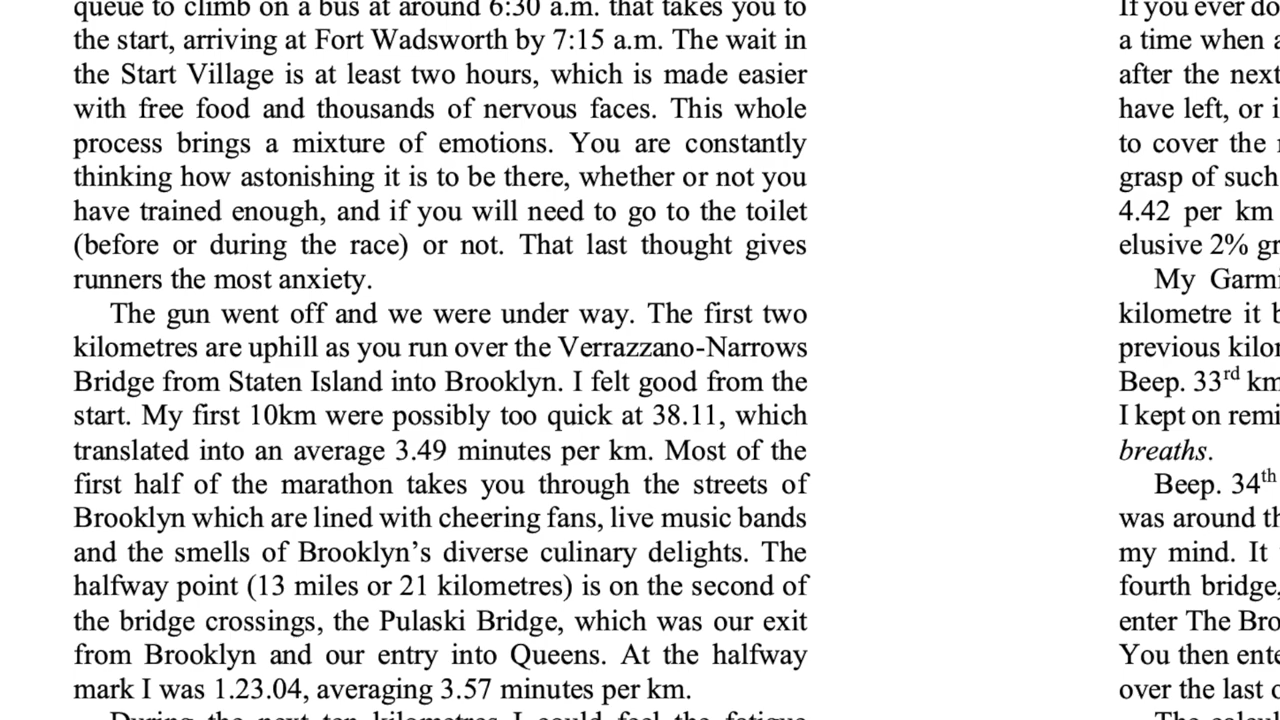 queue to climb on a bus at around 6:30 a.m. that takes you to
the start, arriving at Fort Wadsworth by 7:15 a.m. The wait in
the Start Village is at least two hours, which is made easier
with free food and thousands of nervous faces. This whole
process brings a mixture of emotions. You are constantly
thinking how astonishing it is to be there, whether or not you
have trained enough, and if you will need to go to the toilet
(before or during the race) or not. That last thought gives
runners the most anxiety.
The gun went off and we were under way. The first two
kilometres are uphill as you run over the Verrazzano-Narrows
Bridge from Staten Island into Brooklyn. I felt good from the
start. My first 10km were possibly too quick at 38.11, which
translated into an average 3.49 minutes per km. Most of the
first half of the marathon takes you through the streets of
Brooklyn which are lined with cheering fans, live music bands
and the smells of Brooklyn’s diverse culinary delights. The
halfway point (13 miles or 21 kilometres) is on the second of
the bridge crossings, the Pulaski Bridge, which was our exit
from Brooklyn and our entry into Queens. At the halfway
mark I was 1.23.04, averaging 3.57 minutes per km.
During the next ten kilometres I could feel the fatigue
If you ever do
a time when
after the next
have left, or
to cover the
grasp of such
4.42 per km
elusive 2%
My
kilometre it
previous
Beep. 33rd km
I kept on
breaths.
Beep. 34th
was around
my mind. It
fourth bridge,
enter The
You then
over the last
The